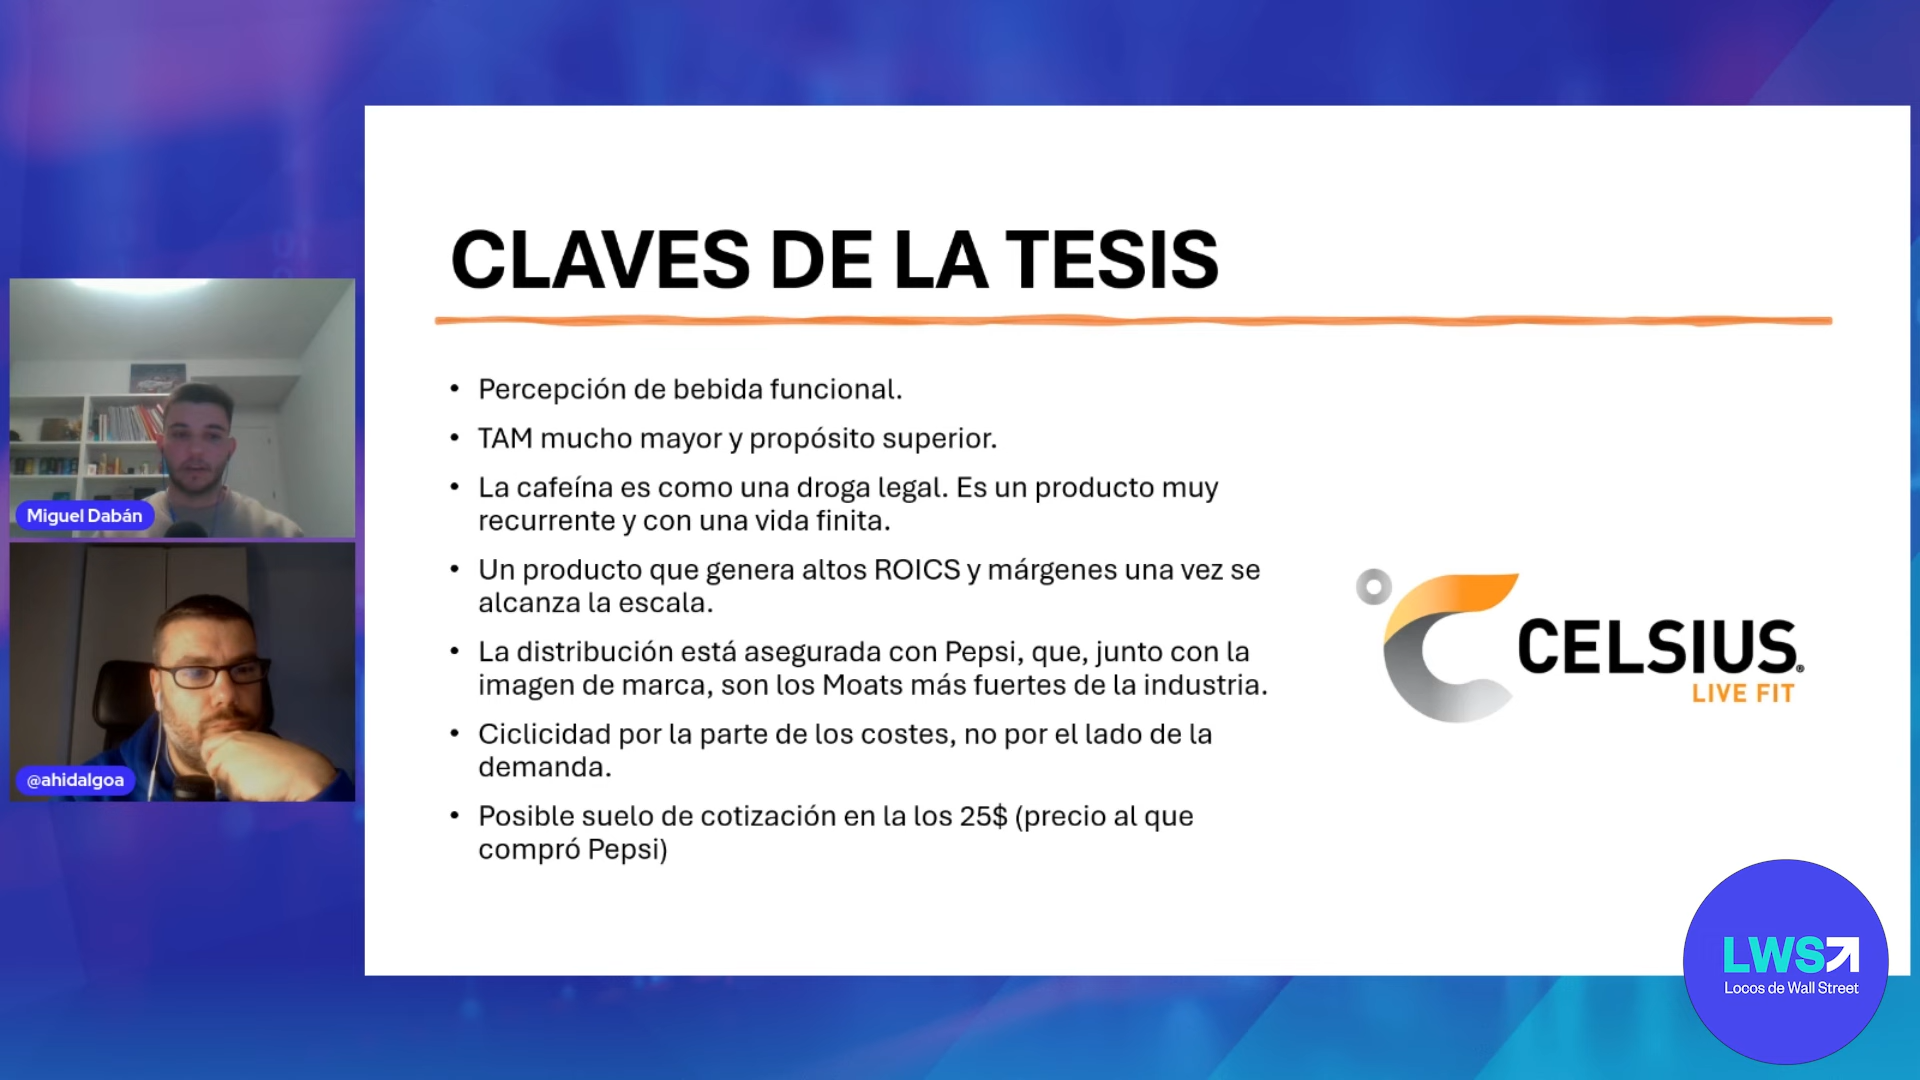 CLAVES DE LA TESIS
• Percepción de bebida funcional.
• TAM mucho mayor y propósito superior.
• La cafeína es como una droga legal. Es un producto muy
recurrente y con una vida finita.
• Un producto que genera altos ROICS y márgenes una vez se
alcanza la escala.
• La distribución está asegurada con Pepsi, que, junto con la
imagen de marca, son los Moats más fuertes de la industria.
• Ciclicidad por la parte de los costes, no por el lado de la
demanda.
• Posible suelo de cotización en la los 25$ (precio al que
compró Pepsi)
CELSIUS®
LIVE FIT
Miguel Dabán
@ahidalgoa
LWS
Locos de Wall Street